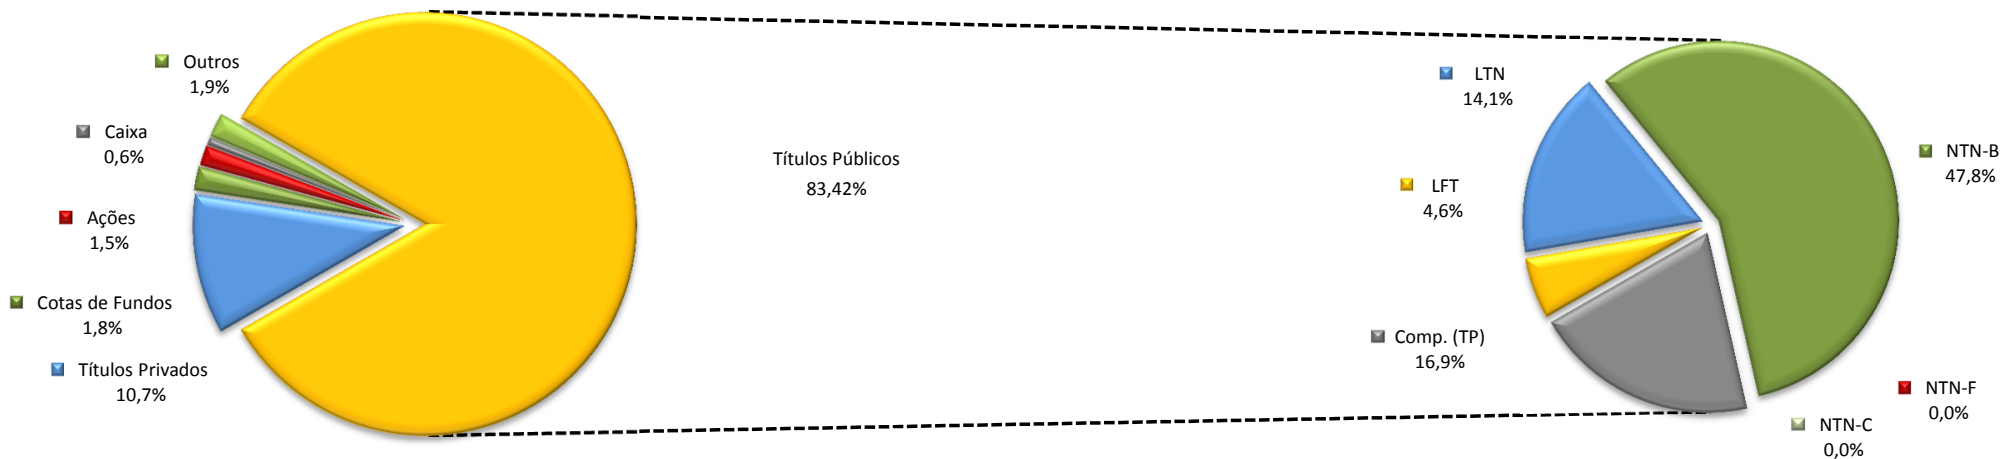 Outros
1,9%
Caixa
0,6%
Ações
1,5%
Cotas de Fundos
1,8%
Títulos Privados
10,7%
Títulos Públicos
83,42%
LTN
14,1%
LFT
4,6%
Comp. (TP)
16,9%
NTN-B
47,8%
NTN-F
0,0%
NTN-C
0,0%